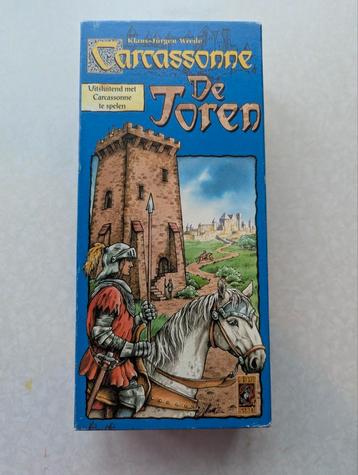 Klaus-Jürgen Wrede
Carcassonne
De
Toren
Uitsluitend met
Carcassonne
te spelen